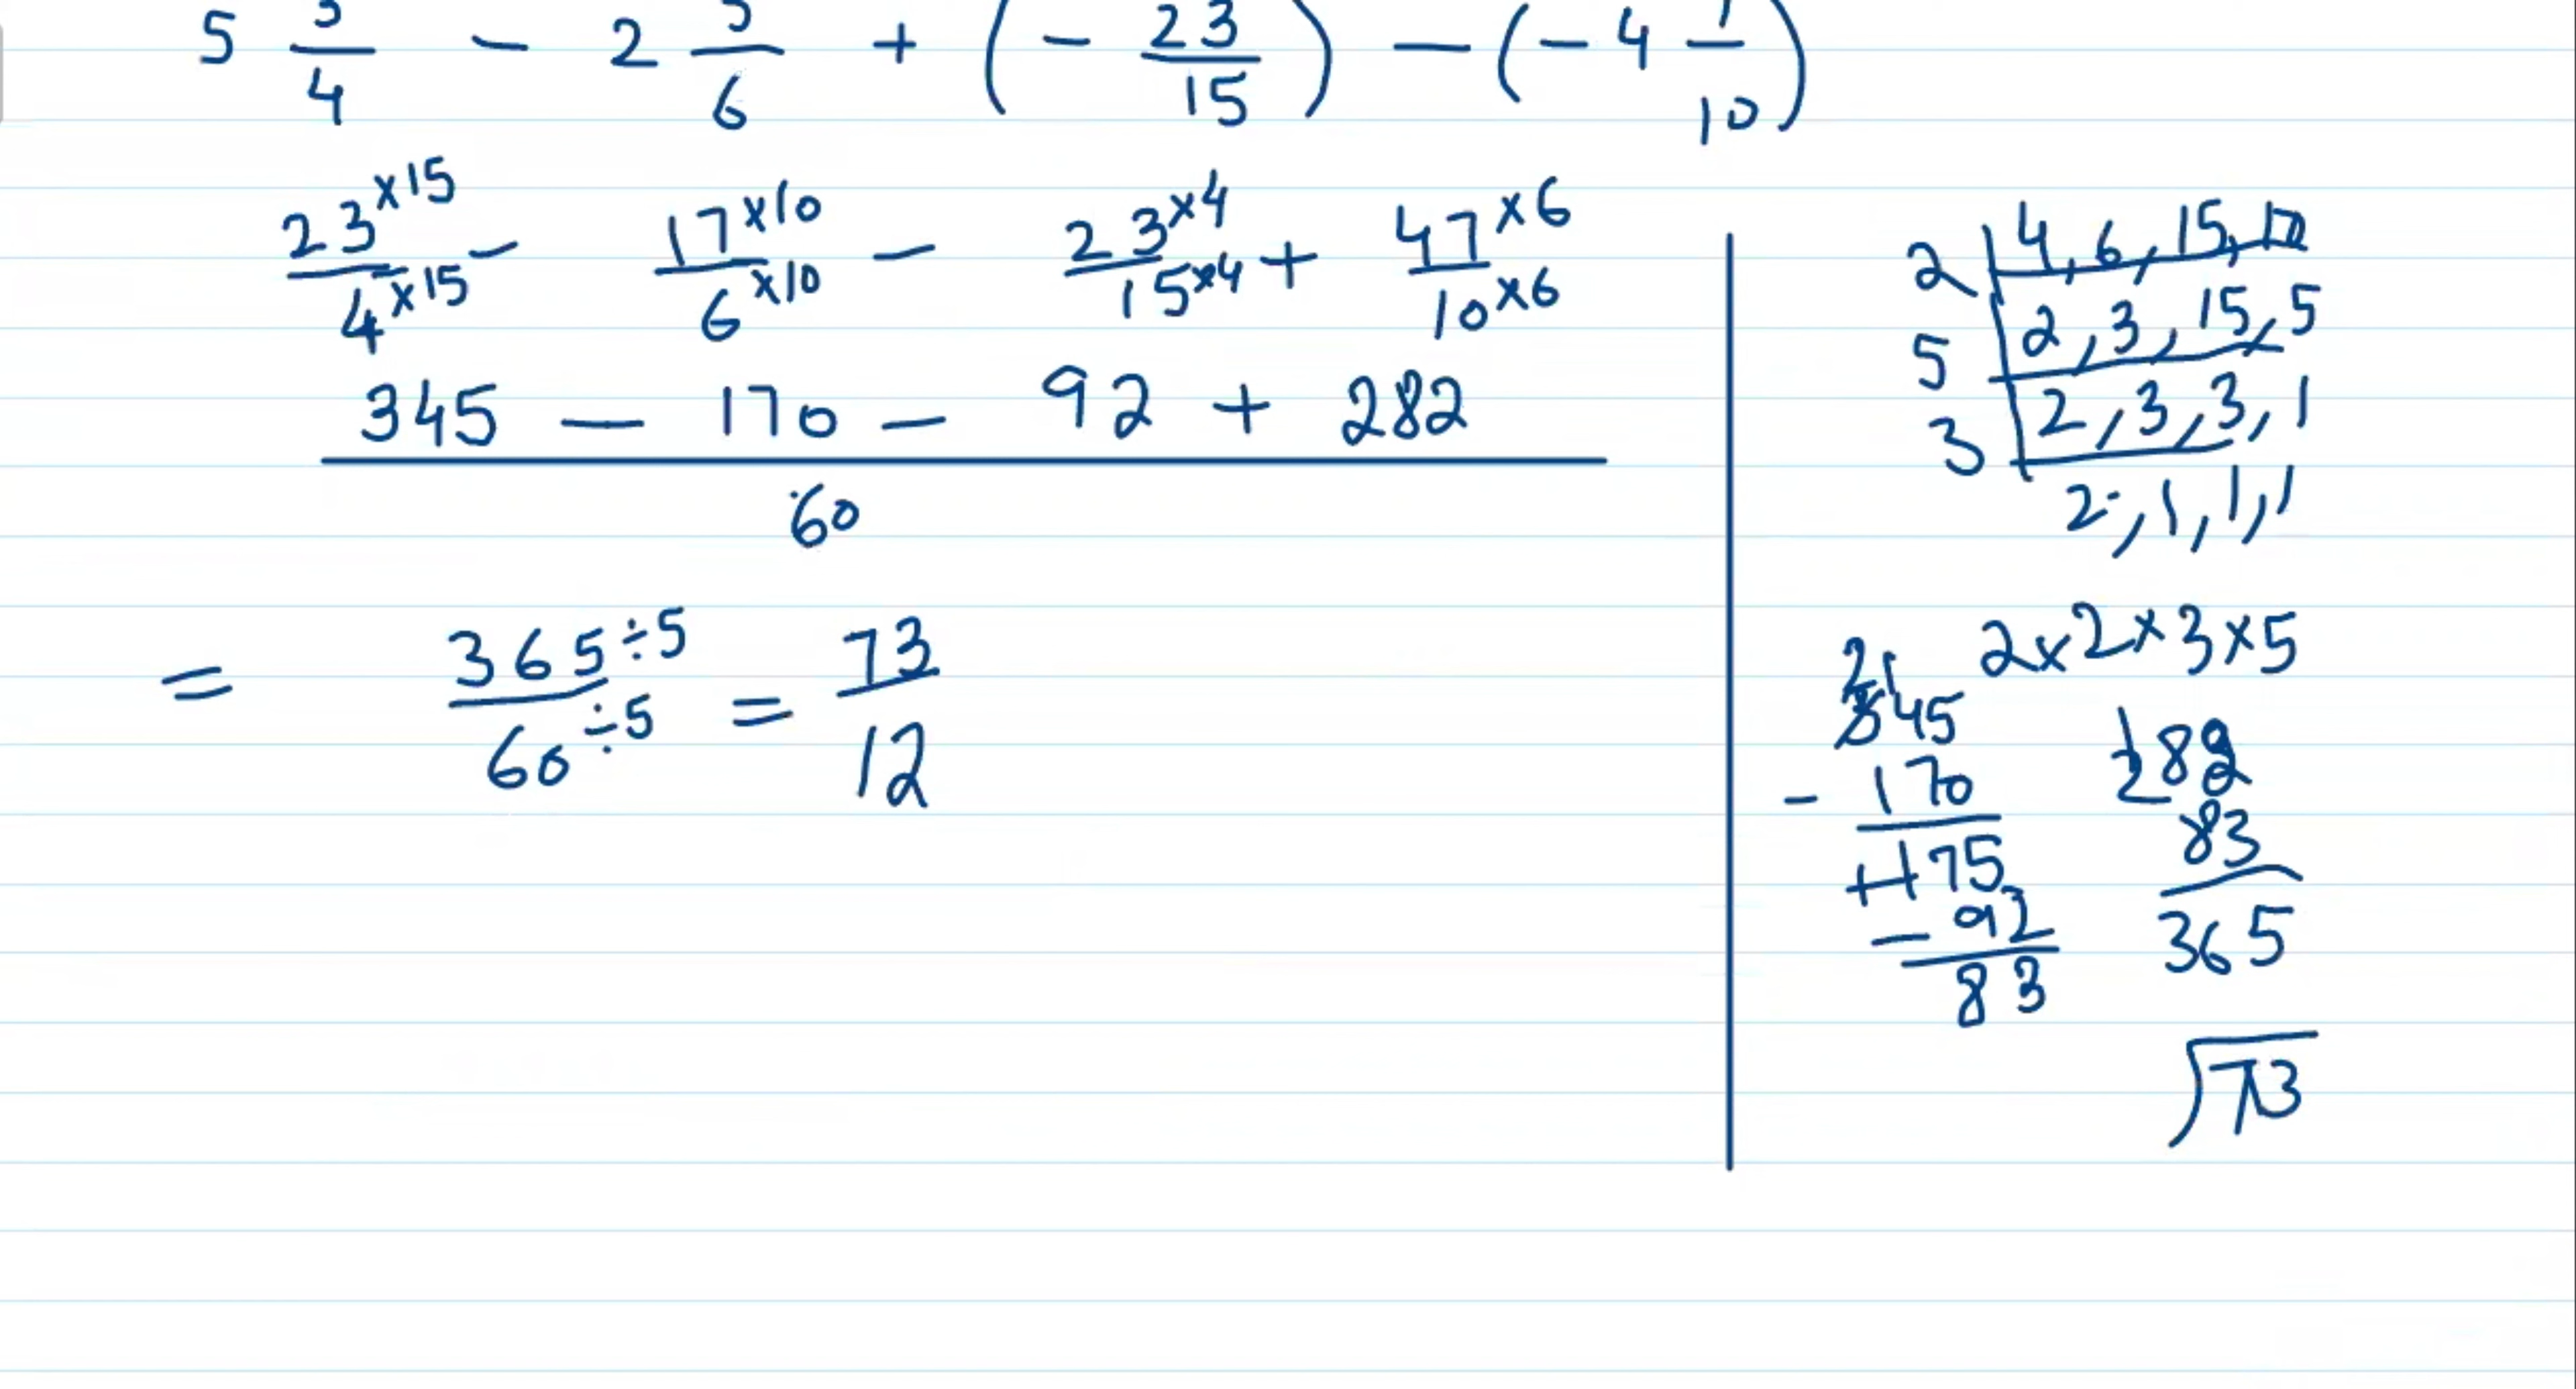 5 3/4 - 2 5/6 + (- 23/15) - (- 4 7/10)
23×15/4×15 - 17×10/6×10 - 23×4/15×4 + 47×6/10×6
345 - 170 - 92 + 282
60
= 365÷5/60÷5 = 73/12
2 | 4, 6, 15, 10
5 | 2, 3, 15, 5
3 | 2, 3, 3, 1
2, 1, 1, 1
2×2×3×5
2 1
345
- 170
+175
- 92
83
1
282
83
365
73